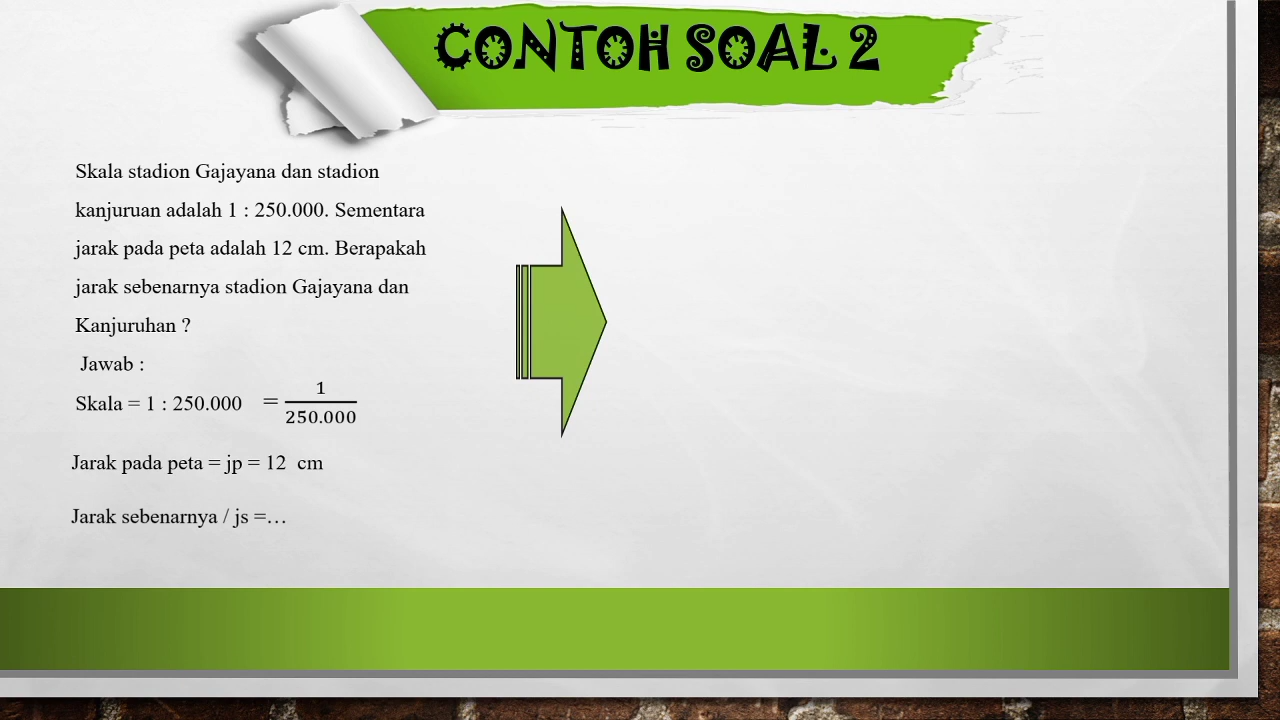 CONTOH SOAL 2
Skala stadion Gajayana dan stadion
kanjuruan adalah 1 : 250.000. Sementara
jarak pada peta adalah 12 cm. Berapakah
jarak sebenarnya stadion Gajayana dan
Kanjuruhan ?
Jawab :
Skala = 1 : 250.000 = 1/250.000
Jarak pada peta = jp = 12 cm
Jarak sebenarnya / js =…